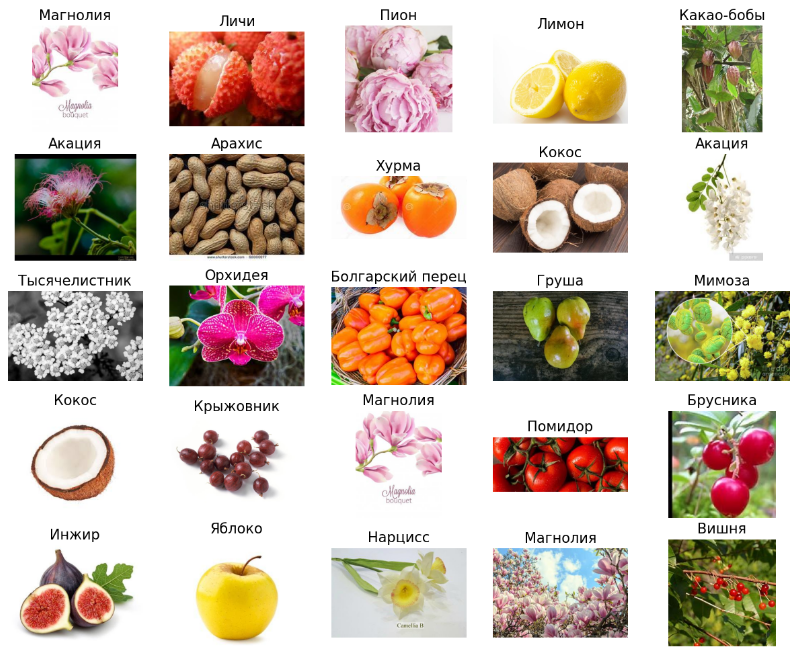 Магнолия
Личи
Пион
Лимон
Какао-бобы
Magnolia
bouquet
Акация
Арахис
Хурма
Кокос
Акация
Тысячелистник
Орхидея
Болгарский перец
Груша
Мимоза
Кокос
Крыжовник
Магнолия
Помидор
Брусника
Magnolia
bouquet
Инжир
Яблоко
Нарцисс
Магнолия
Вишня
Camellia B